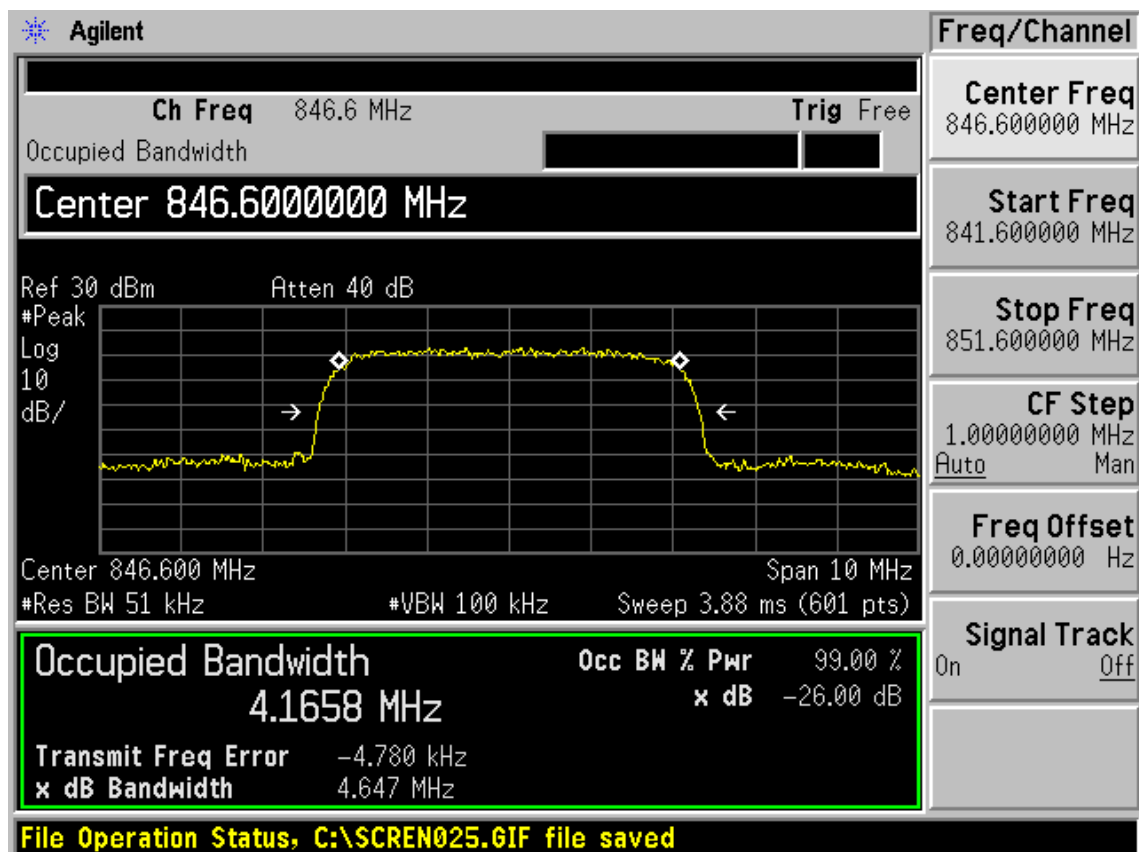 Agilent
Freq/Channel
Ch Freq 846.6 MHz Trig Free
Occupied Bandwidth
Center 846.6000000 MHz
Ref 30 dBm Atten 40 dB
#Peak
Log
10
dB/
Center 846.600 MHz Span 10 MHz
#Res BW 51 kHz #VBW 100 kHz Sweep 3.88 ms (601 pts)
Occupied Bandwidth
4.1658 MHz
Occ BW % Pwr 99.00 %
x dB -26.00 dB
Transmit Freq Error -4.780 kHz
x dB Bandwidth 4.647 MHz
Center Freq
846.600000 MHz
Start Freq
841.600000 MHz
Stop Freq
851.600000 MHz
CF Step
1.00000000 MHz
Auto Man
Freq Offset
0.00000000 Hz
Signal Track
On Off
File Operation Status, C:\SCREN025.GIF file saved